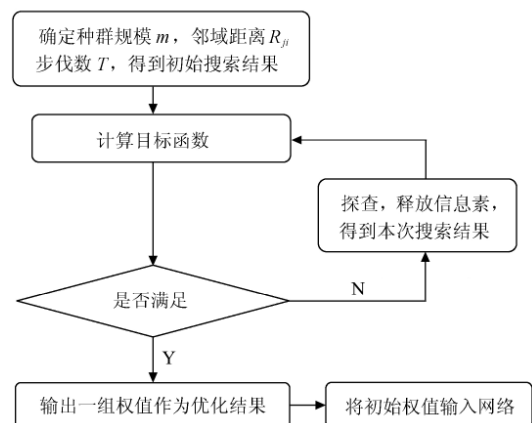 确定种群规模 m，邻域距离 R_{ji}
步伐数 T，得到初始搜索结果
计算目标函数
探查，释放信息素，
得到本次搜索结果
是否满足
N
Y
输出一组权值作为优化结果
将初始权值输入网络